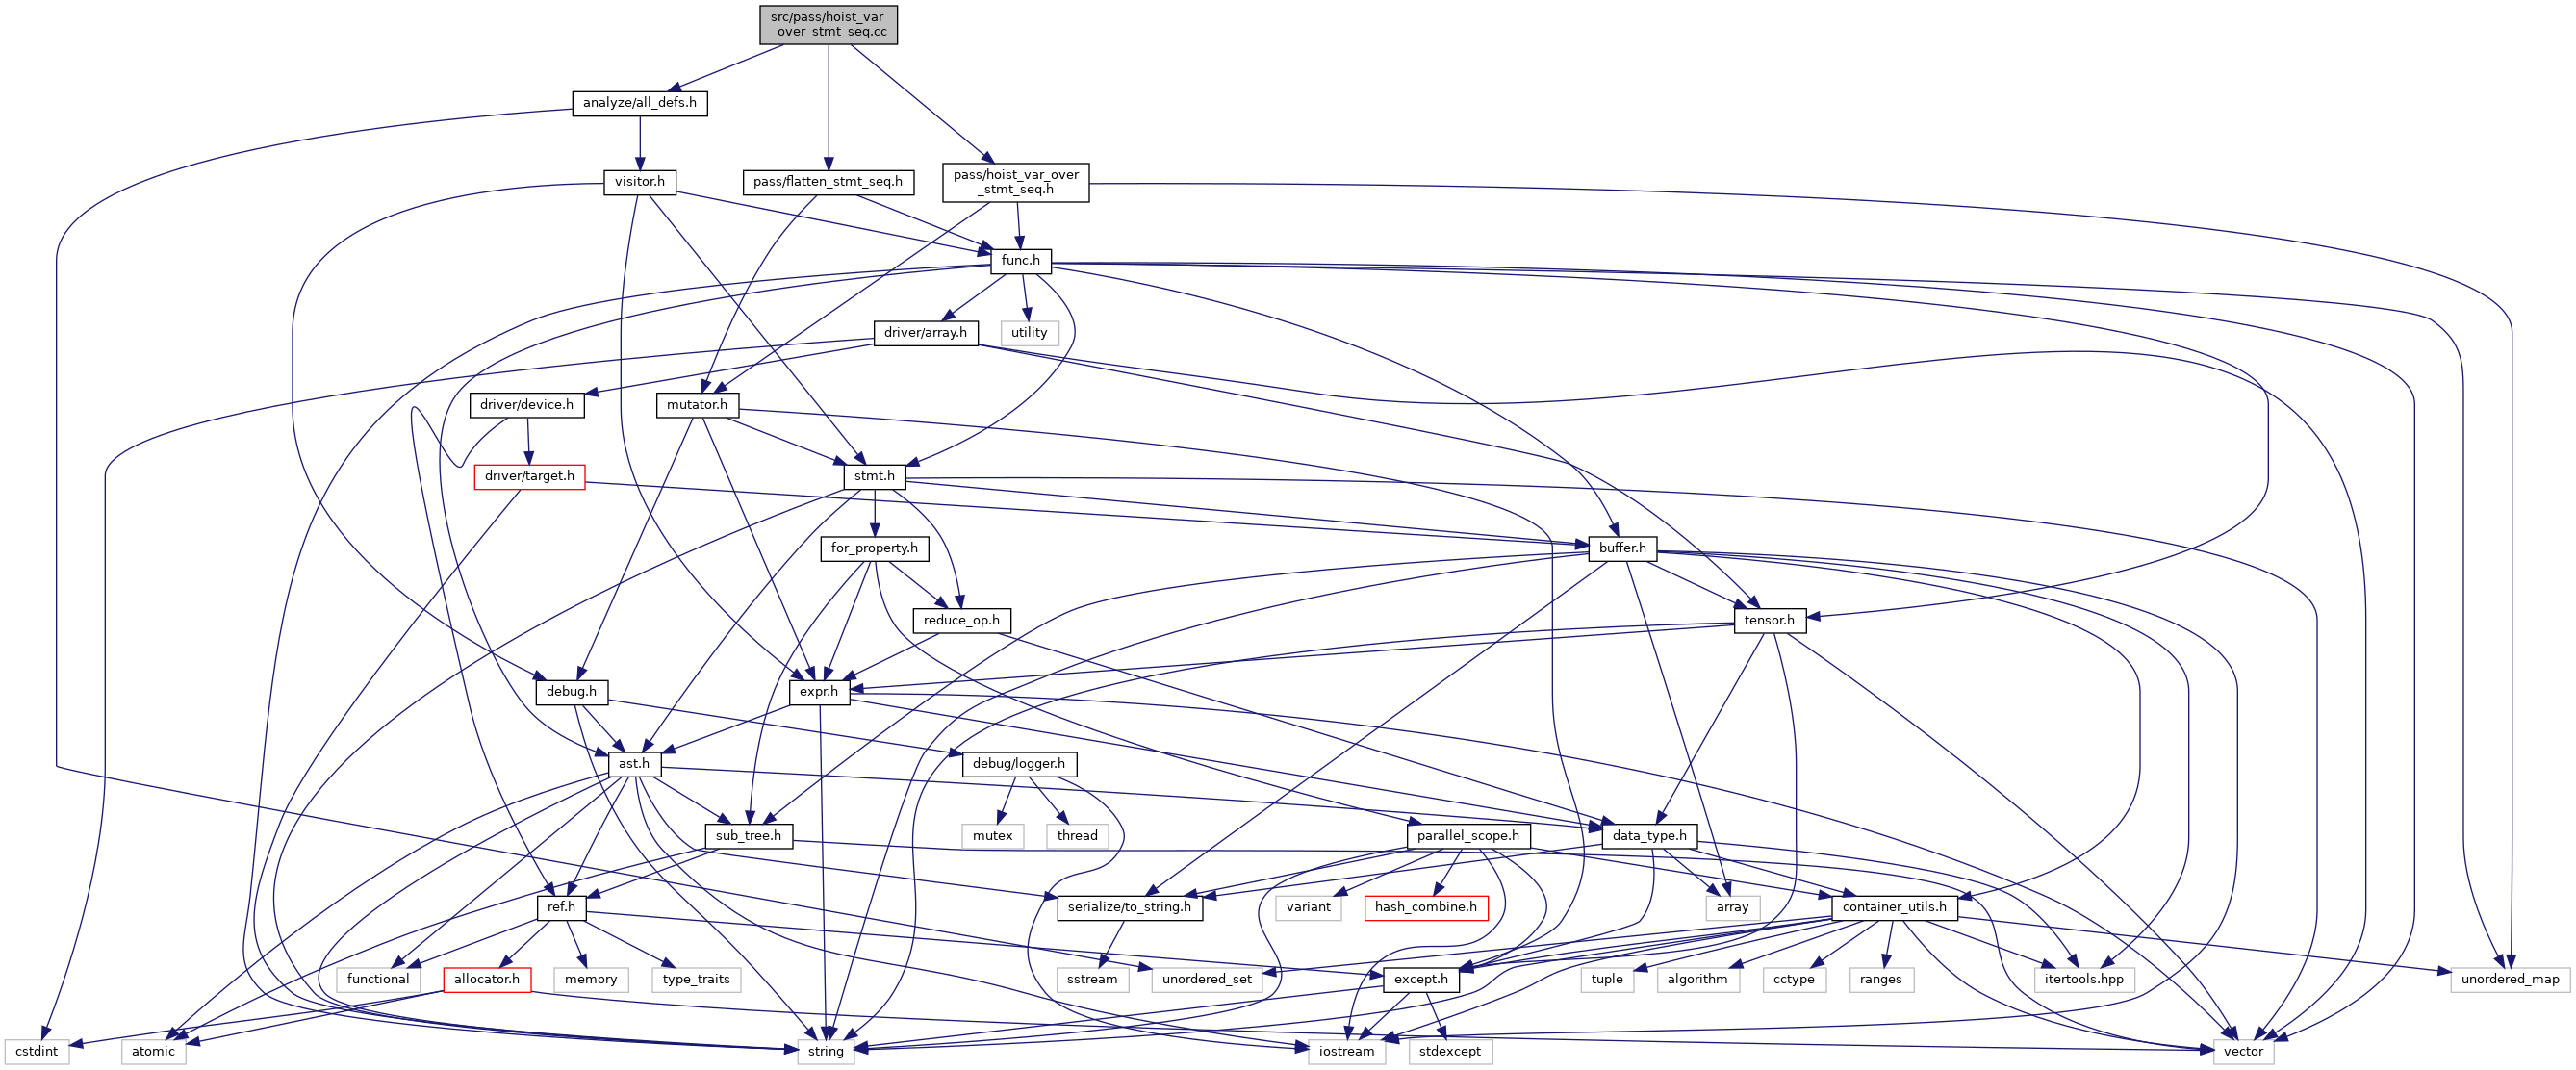 src/pass/hoist_var
_over_stmt_seq.cc
analyze/all_defs.h
visitor.h
pass/flatten_stmt_seq.h
pass/hoist_var_over
_stmt_seq.h
func.h
driver/array.h
utility
driver/device.h
mutator.h
driver/target.h
stmt.h
for_property.h
buffer.h
reduce_op.h
tensor.h
debug.h
expr.h
ast.h
debug/logger.h
mutex
thread
sub_tree.h
parallel_scope.h
data_type.h
ref.h
serialize/to_string.h
variant
hash_combine.h
array
container_utils.h
functional
allocator.h
memory
type_traits
sstream
unordered_set
except.h
tuple
algorithm
cctype
ranges
itertools.hpp
unordered_map
cstdint
atomic
string
iostream
stdexcept
vector